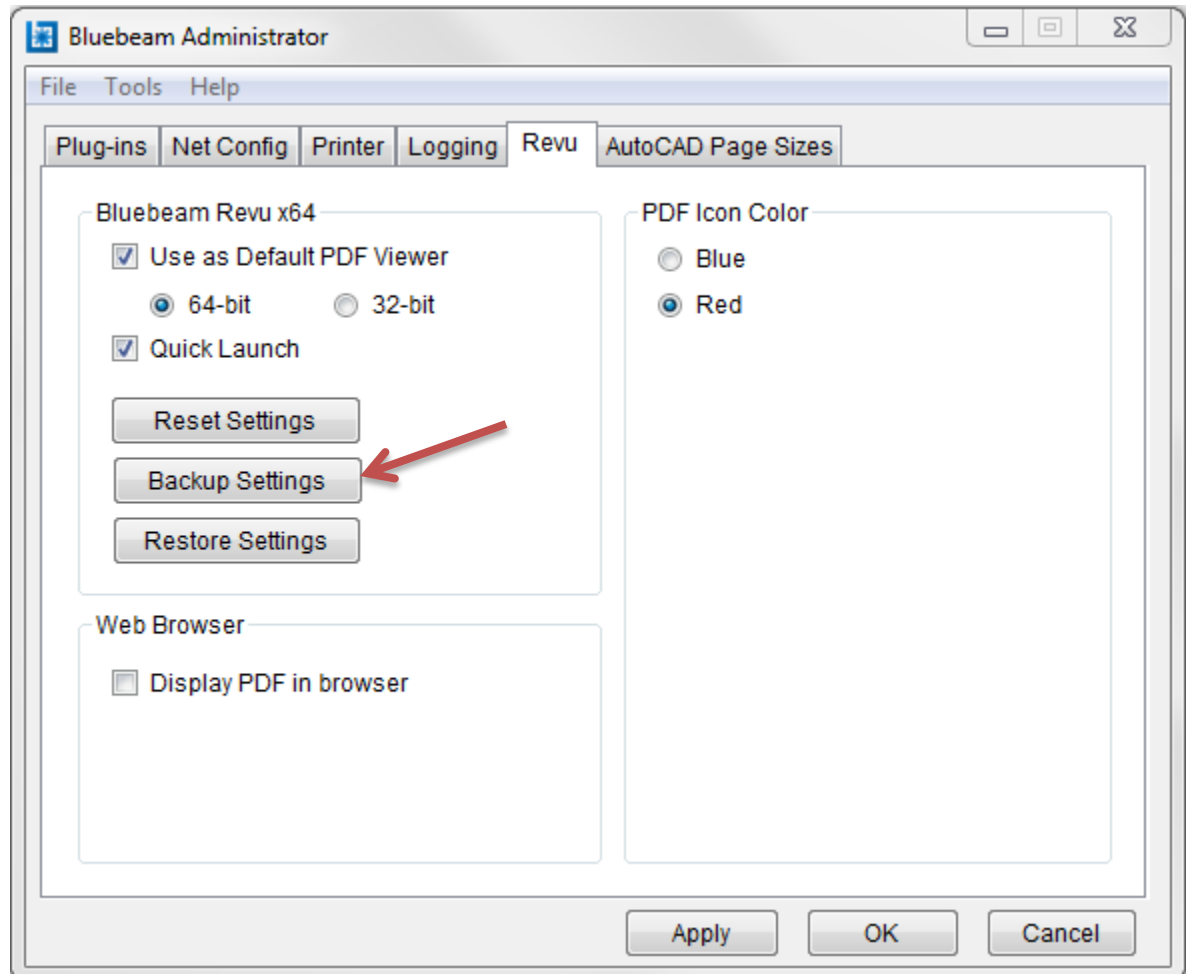 Bluebeam Administrator
File Tools Help
Plug-ins Net Config Printer Logging Revu AutoCAD Page Sizes
Bluebeam Revu x64
Use as Default PDF Viewer
64-bit 32-bit
Quick Launch
Reset Settings
Backup Settings
Restore Settings
Web Browser
Display PDF in browser
PDF Icon Color
Blue
Red
Apply OK Cancel